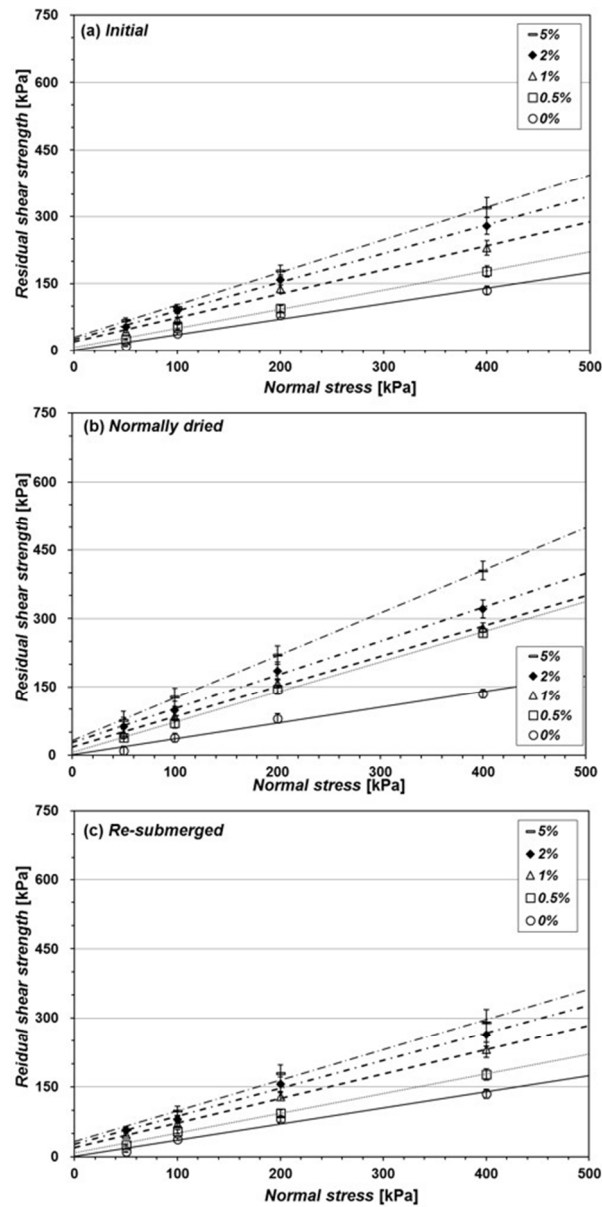 (a) Initial
Residual shear strength [kPa]
750
600
450
300
150
0
5%
2%
1%
0.5%
0%
0 100 200 300 400 500
Normal stress [kPa]
(b) Normally dried
Residual shear strength [kPa]
750
600
450
300
150
0
5%
2%
1%
0.5%
0%
0 100 200 300 400 500
Normal stress [kPa]
(c) Re-submerged
Reidual shear strength [kPa]
750
600
450
300
150
0
5%
2%
1%
0.5%
0%
0 100 200 300 400 500
Normal stress [kPa]